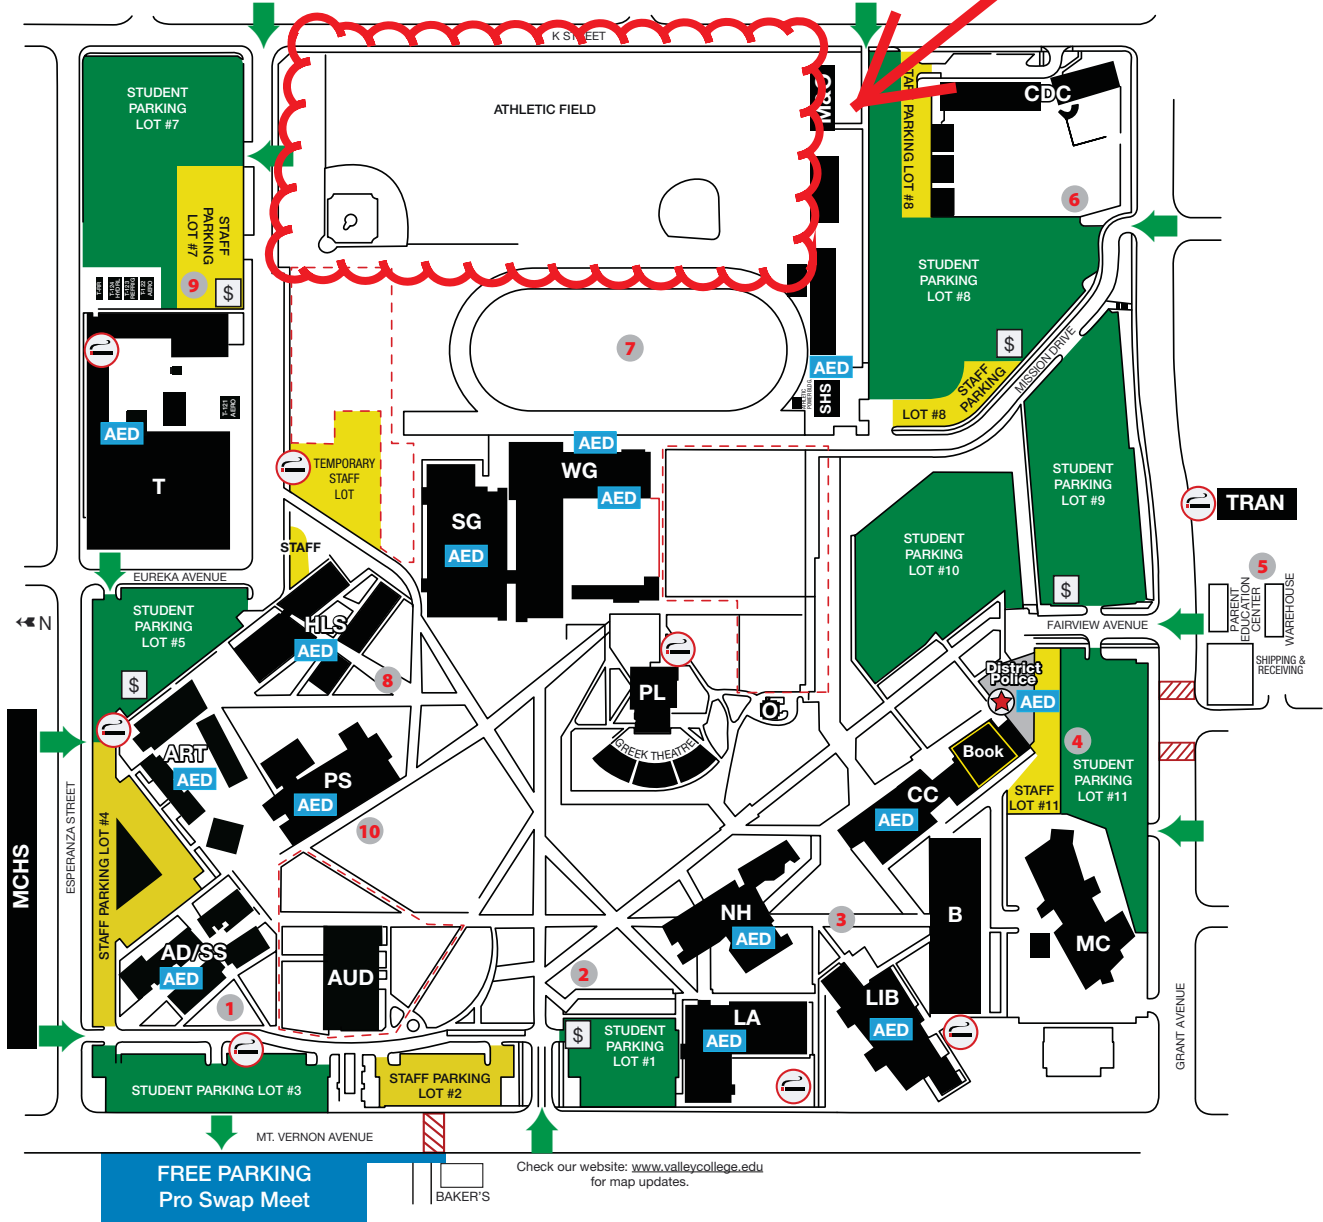 K STREET
STUDENT
PARKING
LOT #7
ATHLETIC FIELD
M&O
STAFF PARKING LOT #8
CDC
6
STAFF
PARKING
LOT #7
9
$
STUDENT
PARKING
LOT #8
7
$
MISSION DRIVE
STAFF
PARKING
LOT #8
AED
SHS
T-121
AERO
AED
T
TEMPORARY
STAFF
LOT
AED
WG
AED
SG
AED
STUDENT
PARKING
LOT #9
STUDENT
PARKING
LOT #10
TRAN
STAFF
EUREKA AVENUE
5
PARENT
EDUCATION
CENTER
WAREHOUSE
$
N
STUDENT
PARKING
LOT #5
HLS
AED
FAIRVIEW AVENUE
SHIPPING &
RECEIVING
$
8
PL
O
District
Police
AED
ART
AED
GREEK THEATRE
Book
4
STUDENT
PARKING
LOT #11
PS
AED
CC
AED
STAFF
LOT #11
10
MCHS
ESPERANZA STREET
STAFF PARKING LOT #4
NH
AED
3
B
MC
AD/SS
AED
AUD
2
1
LIB
AED
LA
AED
$
STUDENT
PARKING
LOT #1
GRANT AVENUE
STUDENT PARKING LOT #3
STAFF PARKING
LOT #2
MT. VERNON AVENUE
FREE PARKING
Pro Swap Meet
BAKER'S
Check our website: www.valleycollege.edu
for map updates.